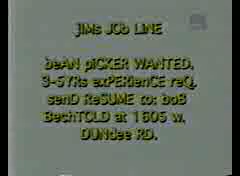 JiMs JOb LiNE
beAN piCKER WANTED.
3-5YRs exPERienCE reQ.
senD ReSUME to: boB
BechTOLD at 1605 w.
DUNdee RD.